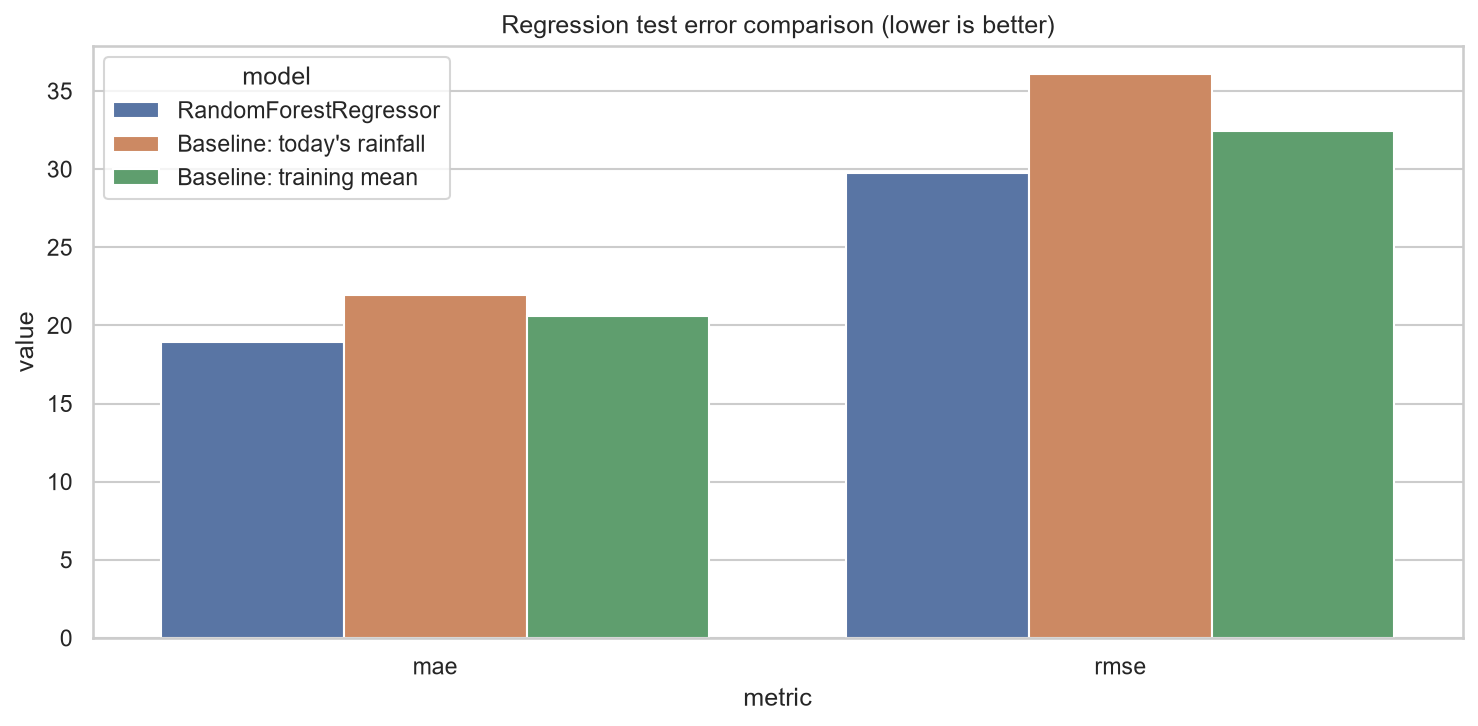 Regression test error comparison (lower is better)
model
RandomForestRegressor
Baseline: today's rainfall
Baseline: training mean
35
30
25
20
15
10
5
0
value
mae
rmse
metric